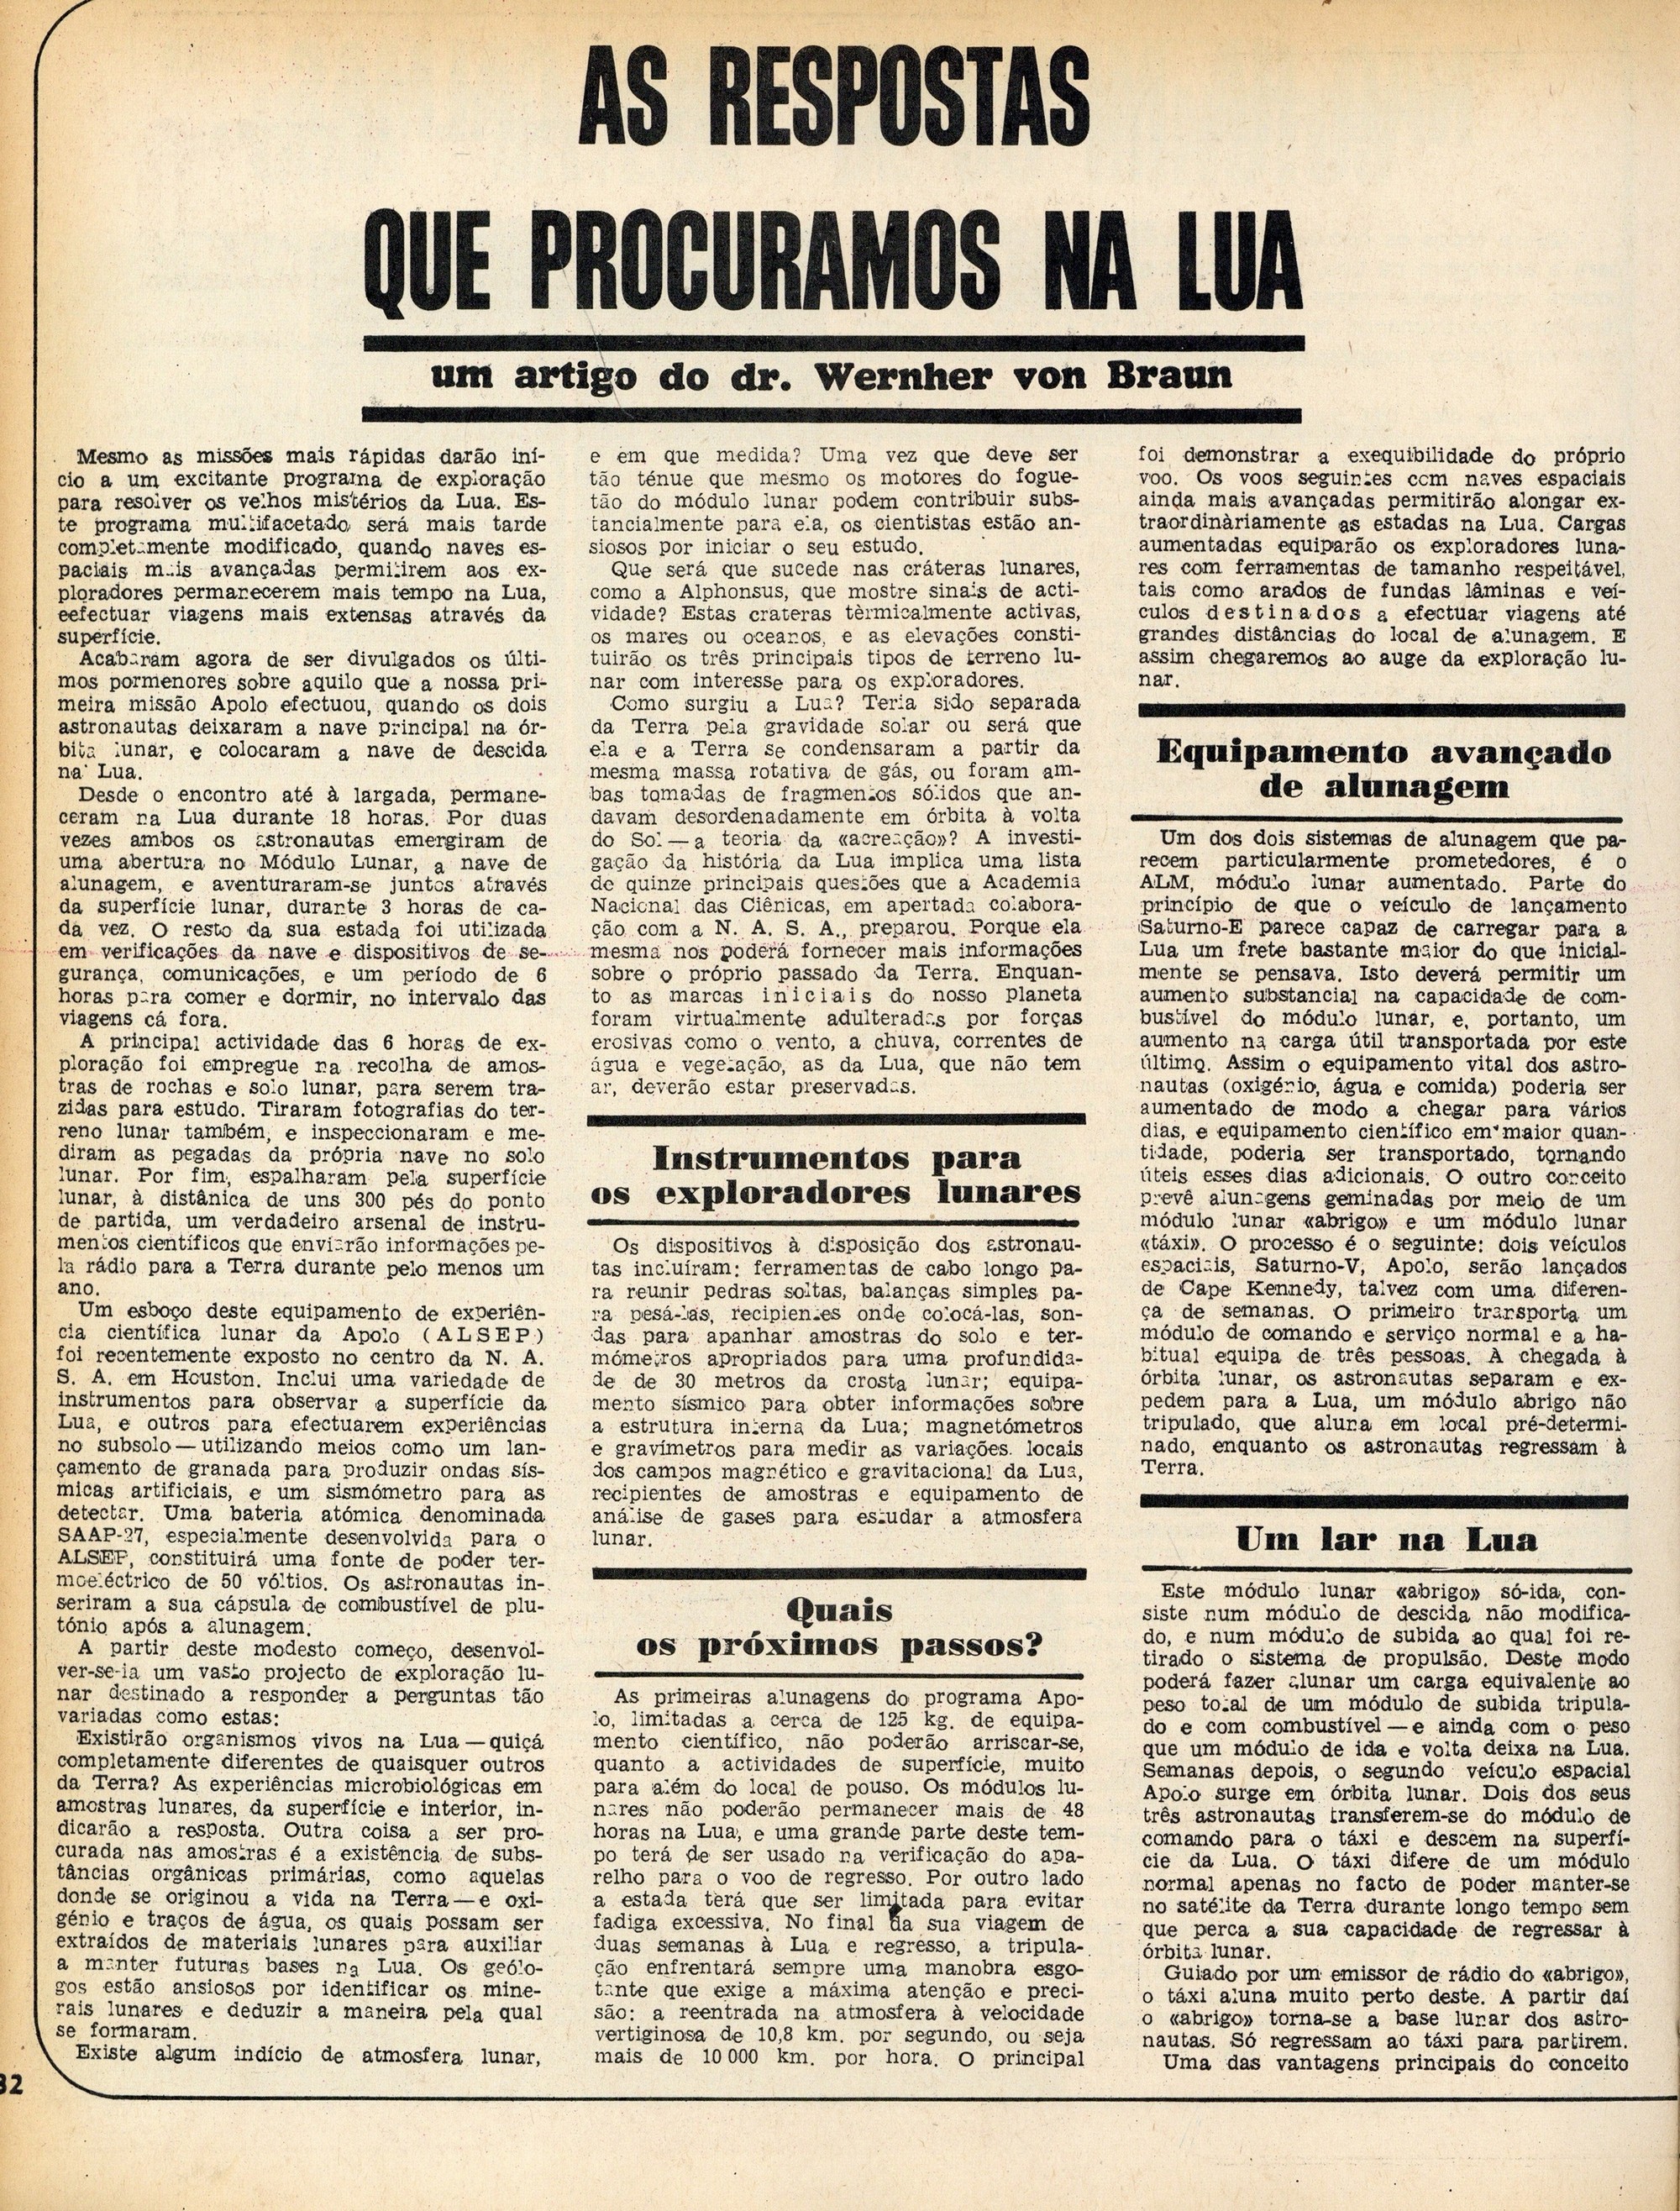 AS RESPOSTAS
QUE PROCURAMOS NA LUA
um artigo do dr. Wernher von Braun
Mesmo as missões mais rápidas darão iní-
cio a um excitante programa de exploração
para resolver os velhos mistérios da Lua. Es-
te programa multifacetado será mais tarde
completamente modificado, quando naves es-
paciais mais avançadas permitirem aos ex-
ploradores permanecerem mais tempo na Lua,
eefectuar viagens mais extensas através da
superfície.
Acabaram agora de ser divulgados os últi-
mos pormenores sobre aquilo que a nossa pri-
meira missão Apolo efectuou, quando os dois
astronautas deixaram a nave principal na ór-
bita lunar, e colocaram a nave de descida
na Lua.
Desde o encontro até à largada, permane-
ceram na Lua durante 18 horas. Por duas
vezes ambos os astronautas emergiram de
uma abertura no Módulo Lunar, a nave de
alunagem, e aventuraram-se juntos através
da superfície lunar, durante 3 horas de ca-
da vez. O resto da sua estada foi utilizada
em verificações da nave e dispositivos de se-
gurança, comunicações, e um período de 6
horas para comer e dormir, no intervalo das
viagens cá fora.
A principal actividade das 6 horas de ex-
ploração foi empregue na recolha de amos-
tras de rochas e solo lunar, para serem tra-
zidas para estudo. Tiraram fotografias do ter-
reno lunar também, e inspeccionaram e me-
diram as pegadas da própria nave no solo
lunar. Por fim, espalharam pela superfície
lunar, à distânica de uns 300 pés do ponto
de partida, um verdadeiro arsenal de instru-
mentos científicos que enviarão informações pe-
la rádio para a Terra durante pelo menos um
ano.
Um esboço deste equipamento de experiên-
cia científica lunar da Apolo (ALSEP)
foi recentemente exposto no centro da N. A.
S. A. em Houston. Inclui uma variedade de
instrumentos para observar a superfície da
Lua, e outros para efectuarem experiências
no subsolo — utilizando meios como um lan-
çamento de granada para produzir ondas sís-
micas artificiais, e um sismómetro para as
detectar. Uma bateria atómica denominada
SAAP-27, especialmente desenvolvida para o
ALSEP, constituirá uma fonte de poder ter-
moeléctrico de 50 vóltios. Os astronautas in-
seriram a sua cápsula de combustível de plu-
tónio após a alunagem.
A partir deste modesto começo, desenvol-
ver-se-ia um vasto projecto de exploração lu-
nar destinado a responder a perguntas tão
variadas como estas:
Existirão organismos vivos na Lua — quiçá
completamente diferentes de quaisquer outros
da Terra? As experiências microbiológicas em
amostras lunares, da superfície e interior, in-
dicarão a resposta. Outra coisa a ser pro-
curada nas amostras é a existência de subs-
tâncias orgânicas primárias, como aquelas
donde se originou a vida na Terra — e oxi-
génio e traços de água, os quais possam ser
extraídos de materiais lunares para auxiliar
a manter futuras bases na Lua. Os geólo-
gos estão ansiosos por identificar os mine-
rais lunares e deduzir a maneira pela qual
se formaram.
Existe algum indício de atmosfera lunar,
e em que medida? Uma vez que deve ser
tão ténue que mesmo os motores do fogue-
tão do módulo lunar podem contribuir subs-
tancialmente para ela, os cientistas estão an-
siosos por iniciar o seu estudo.
Que será que sucede nas cráteras lunares,
como a Alphonsus, que mostre sinais de acti-
vidade? Estas crateras tèrmicalmente activas,
os mares ou oceanos, e as elevações consti-
tuirão os três principais tipos de terreno lu-
nar com interesse para os exploradores.
Como surgiu a Lua? Teria sido separada
da Terra pela gravidade solar ou será que
ela e a Terra se condensaram a partir da
mesma massa rotativa de gás, ou foram am-
bas tomadas de fragmentos sólidos que an-
davam desordenadamente em órbita à volta
do Sol — a teoria da «acreação»? A investi-
gação da história da Lua implica uma lista
de quinze principais questões que a Academia
Nacional das Ciênicas, em apertada colabora-
ção com a N. A. S. A., preparou. Porque ela
mesma nos poderá fornecer mais informações
sobre o próprio passado da Terra. Enquan-
to as marcas iniciais do nosso planeta
foram virtualmente adulteradas por forças
erosivas como o vento, a chuva, correntes de
água e vegetação, as da Lua, que não tem
ar, deverão estar preservadas.
Instrumentos para
os exploradores lunares
Os dispositivos à disposição dos astronau-
tas incluíram: ferramentas de cabo longo pa-
ra reunir pedras soltas, balanças simples pa-
ra pesá-las, recipientes onde colocá-las, son-
das para apanhar amostras do solo e ter-
mómetros apropriados para uma profundida-
de de 30 metros da crosta lunar; equipa-
mento sísmico para obter informações sobre
a estrutura interna da Lua; magnetómetros
e gravímetros para medir as variações locais
dos campos magnético e gravitacional da Lua,
recipientes de amostras e equipamento de
análise de gases para estudar a atmosfera
lunar.
Quais
os próximos passos?
As primeiras alunagens do programa Apo-
lo, limitadas a cerca de 125 kg. de equipa-
mento científico, não poderão arriscar-se,
quanto a actividades de superfície, muito
para além do local de pouso. Os módulos lu-
nares não poderão permanecer mais de 48
horas na Lua, e uma grande parte deste tem-
po terá de ser usado na verificação do apa-
relho para o voo de regresso. Por outro lado
a estada terá que ser limitada para evitar
fadiga excessiva. No final da sua viagem de
duas semanas à Lua e regresso, a tripula-
ção enfrentará sempre uma manobra esgo-
tante que exige a máxima atenção e preci-
são: a reentrada na atmosfera à velocidade
vertiginosa de 10,8 km. por segundo, ou seja
mais de 10 000 km. por hora. O principal
foi demonstrar a exequibilidade do próprio
voo. Os voos seguintes com naves espaciais
ainda mais avançadas permitirão alongar ex-
traordinàriamente as estadas na Lua. Cargas
aumentadas equiparão os exploradores luna-
res com ferramentas de tamanho respeitável,
tais como arados de fundas lâminas e veí-
culos destinados a efectuar viagens até
grandes distâncias do local de alunagem. E
assim chegaremos ao auge da exploração lu-
nar.
Equipamento avançado
de alunagem
Um dos dois sistemas de alunagem que pa-
recem particularmente prometedores, é o
ALM, módulo lunar aumentado. Parte do
princípio de que o veículo de lançamento
Saturno-E parece capaz de carregar para a
Lua um frete bastante maior do que inicial-
mente se pensava. Isto deverá permitir um
aumento substancial na capacidade de com-
bustível do módulo lunar, e, portanto, um
aumento na carga útil transportada por este
último. Assim o equipamento vital dos astro-
nautas (oxigénio, água e comida) poderia ser
aumentado de modo a chegar para vários
dias, e equipamento científico em maior quan-
tidade, poderia ser transportado, tornando
úteis esses dias adicionais. O outro conceito
prevê alunagens geminadas por meio de um
módulo lunar «abrigo» e um módulo lunar
«táxi». O processo é o seguinte: dois veículos
espaciais, Saturno-V, Apolo, serão lançados
de Cape Kennedy, talvez com uma diferen-
ça de semanas. O primeiro transporta um
módulo de comando e serviço normal e a ha-
bitual equipa de três pessoas. À chegada à
órbita lunar, os astronautas separam e ex-
pedem para a Lua, um módulo abrigo não
tripulado, que aluna em local pré-determi-
nado, enquanto os astronautas regressam à
Terra.
Um lar na Lua
Este módulo lunar «abrigo» só-ida, con-
siste num módulo de descida não modifica-
do, e num módulo de subida ao qual foi re-
tirado o sistema de propulsão. Deste modo
poderá fazer alunar um carga equivalente ao
peso total de um módulo de subida tripula-
do e com combustível — e ainda com o peso
que um módulo de ida e volta deixa na Lua.
Semanas depois, o segundo veículo espacial
Apolo surge em órbita lunar. Dois dos seus
três astronautas transferem-se do módulo de
comando para o táxi e descem na superfí-
cie da Lua. O táxi difere de um módulo
normal apenas no facto de poder manter-se
no satélite da Terra durante longo tempo sem
que perca a sua capacidade de regressar à
órbita lunar.
Guiado por um emissor de rádio do «abrigo»,
o táxi aluna muito perto deste. A partir daí
o «abrigo» torna-se a base lunar dos astro-
nautas. Só regressam ao táxi para partirem.
Uma das vantagens principais do conceito
32